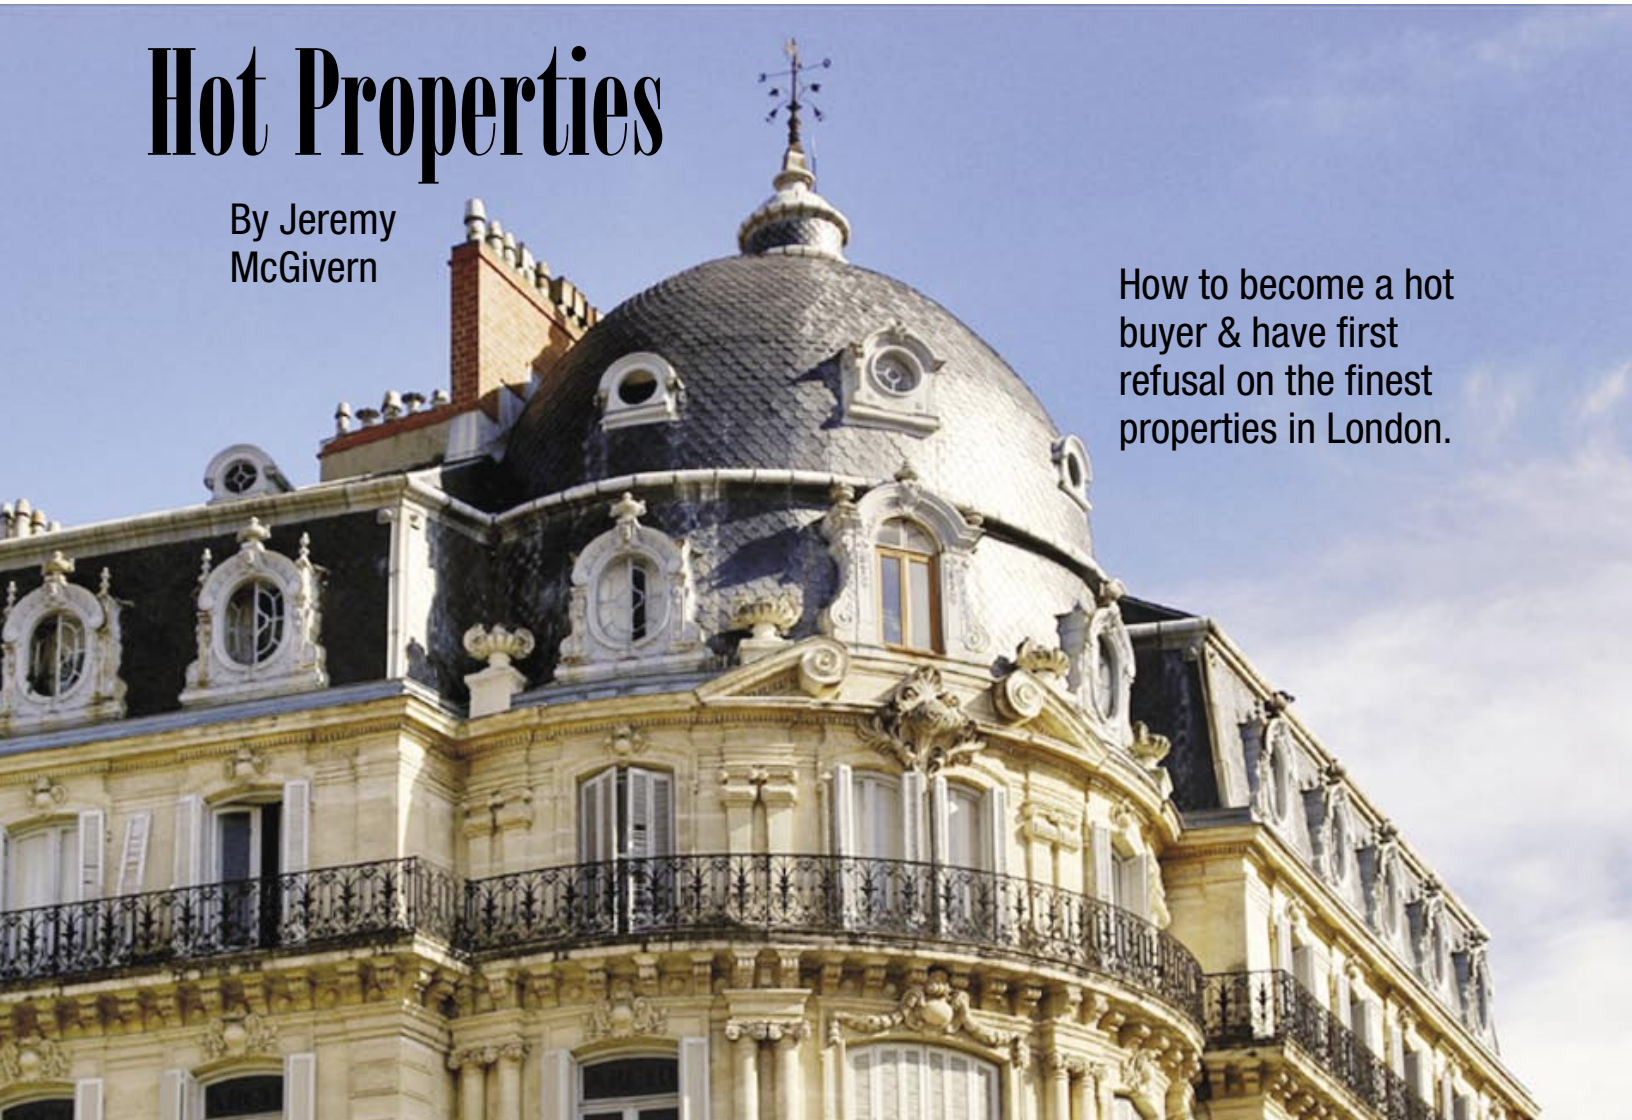 Hot Properties
By Jeremy
McGivern
How to become a hot
buyer & have first
refusal on the finest
properties in London.